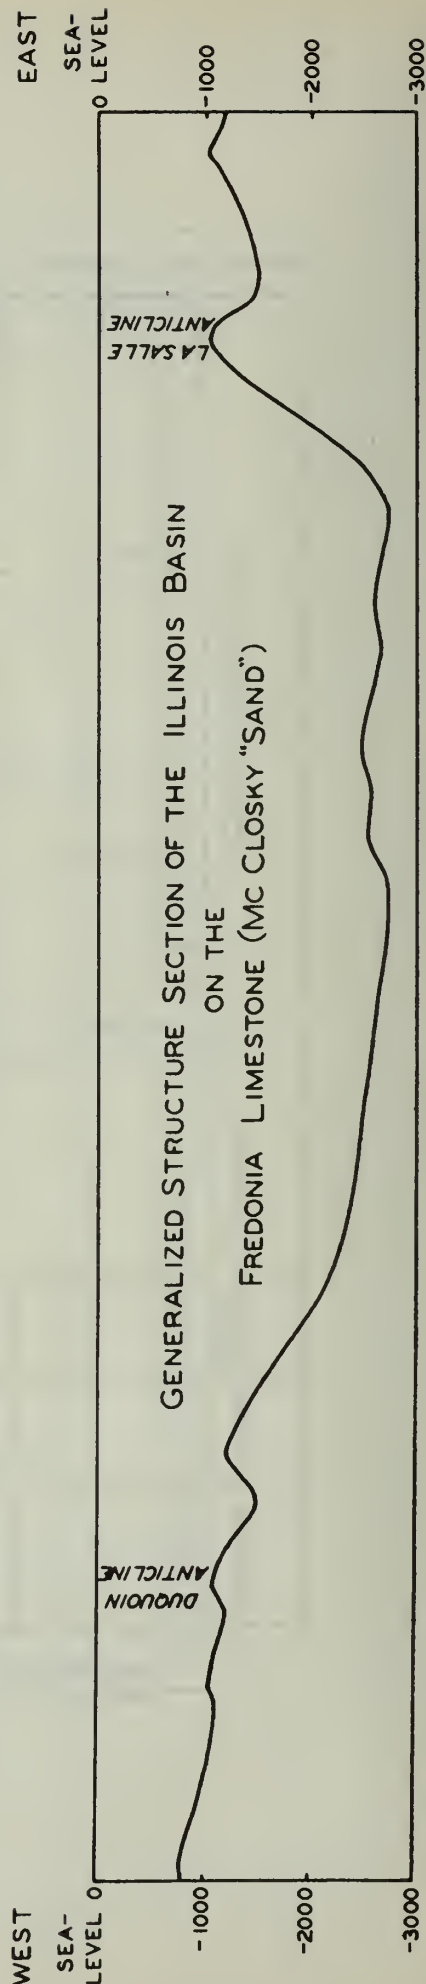 WEST
SEA-
LEVEL
0
-1000
-2000
-3000
DUQUOIN
ANTICLINE
GENERALIZED STRUCTURE SECTION OF THE ILLINOIS BASIN
ON THE
FREDONIA LIMESTONE (MC CLOSKY "SAND")
LA SALLE
ANTICLINE
EAST
SEA-
LEVEL
0
-1000
-2000
-3000